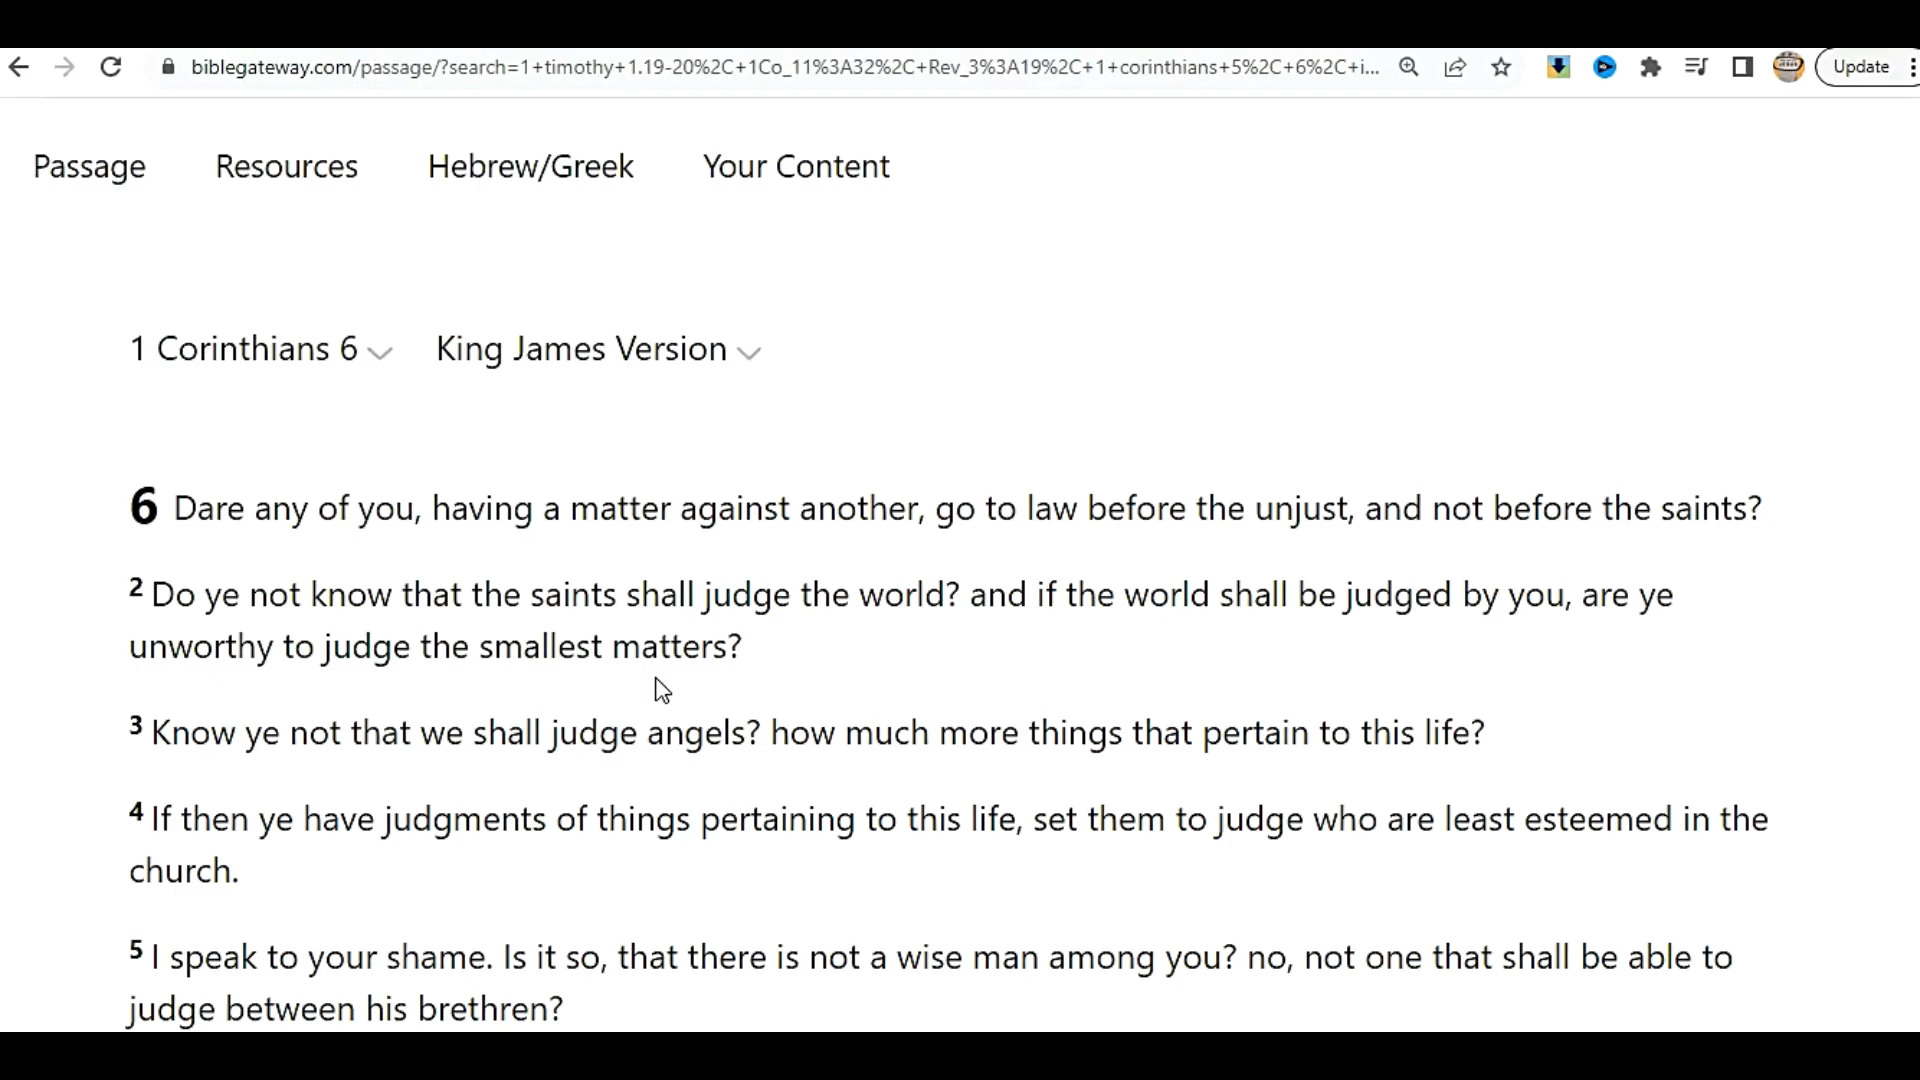 biblegateway.com/passage/?search=1+timothy+1.19-20%2C+1Co_11%3A32%2C+Rev_3%3A19%2C+1+corinthians+5%2C+6%2C+i...
Update
Passage Resources Hebrew/Greek Your Content
1 Corinthians 6 King James Version
6 Dare any of you, having a matter against another, go to law before the unjust, and not before the saints?
2 Do ye not know that the saints shall judge the world? and if the world shall be judged by you, are ye
unworthy to judge the smallest matters?
3 Know ye not that we shall judge angels? how much more things that pertain to this life?
4 If then ye have judgments of things pertaining to this life, set them to judge who are least esteemed in the
church.
5 I speak to your shame. Is it so, that there is not a wise man among you? no, not one that shall be able to
judge between his brethren?